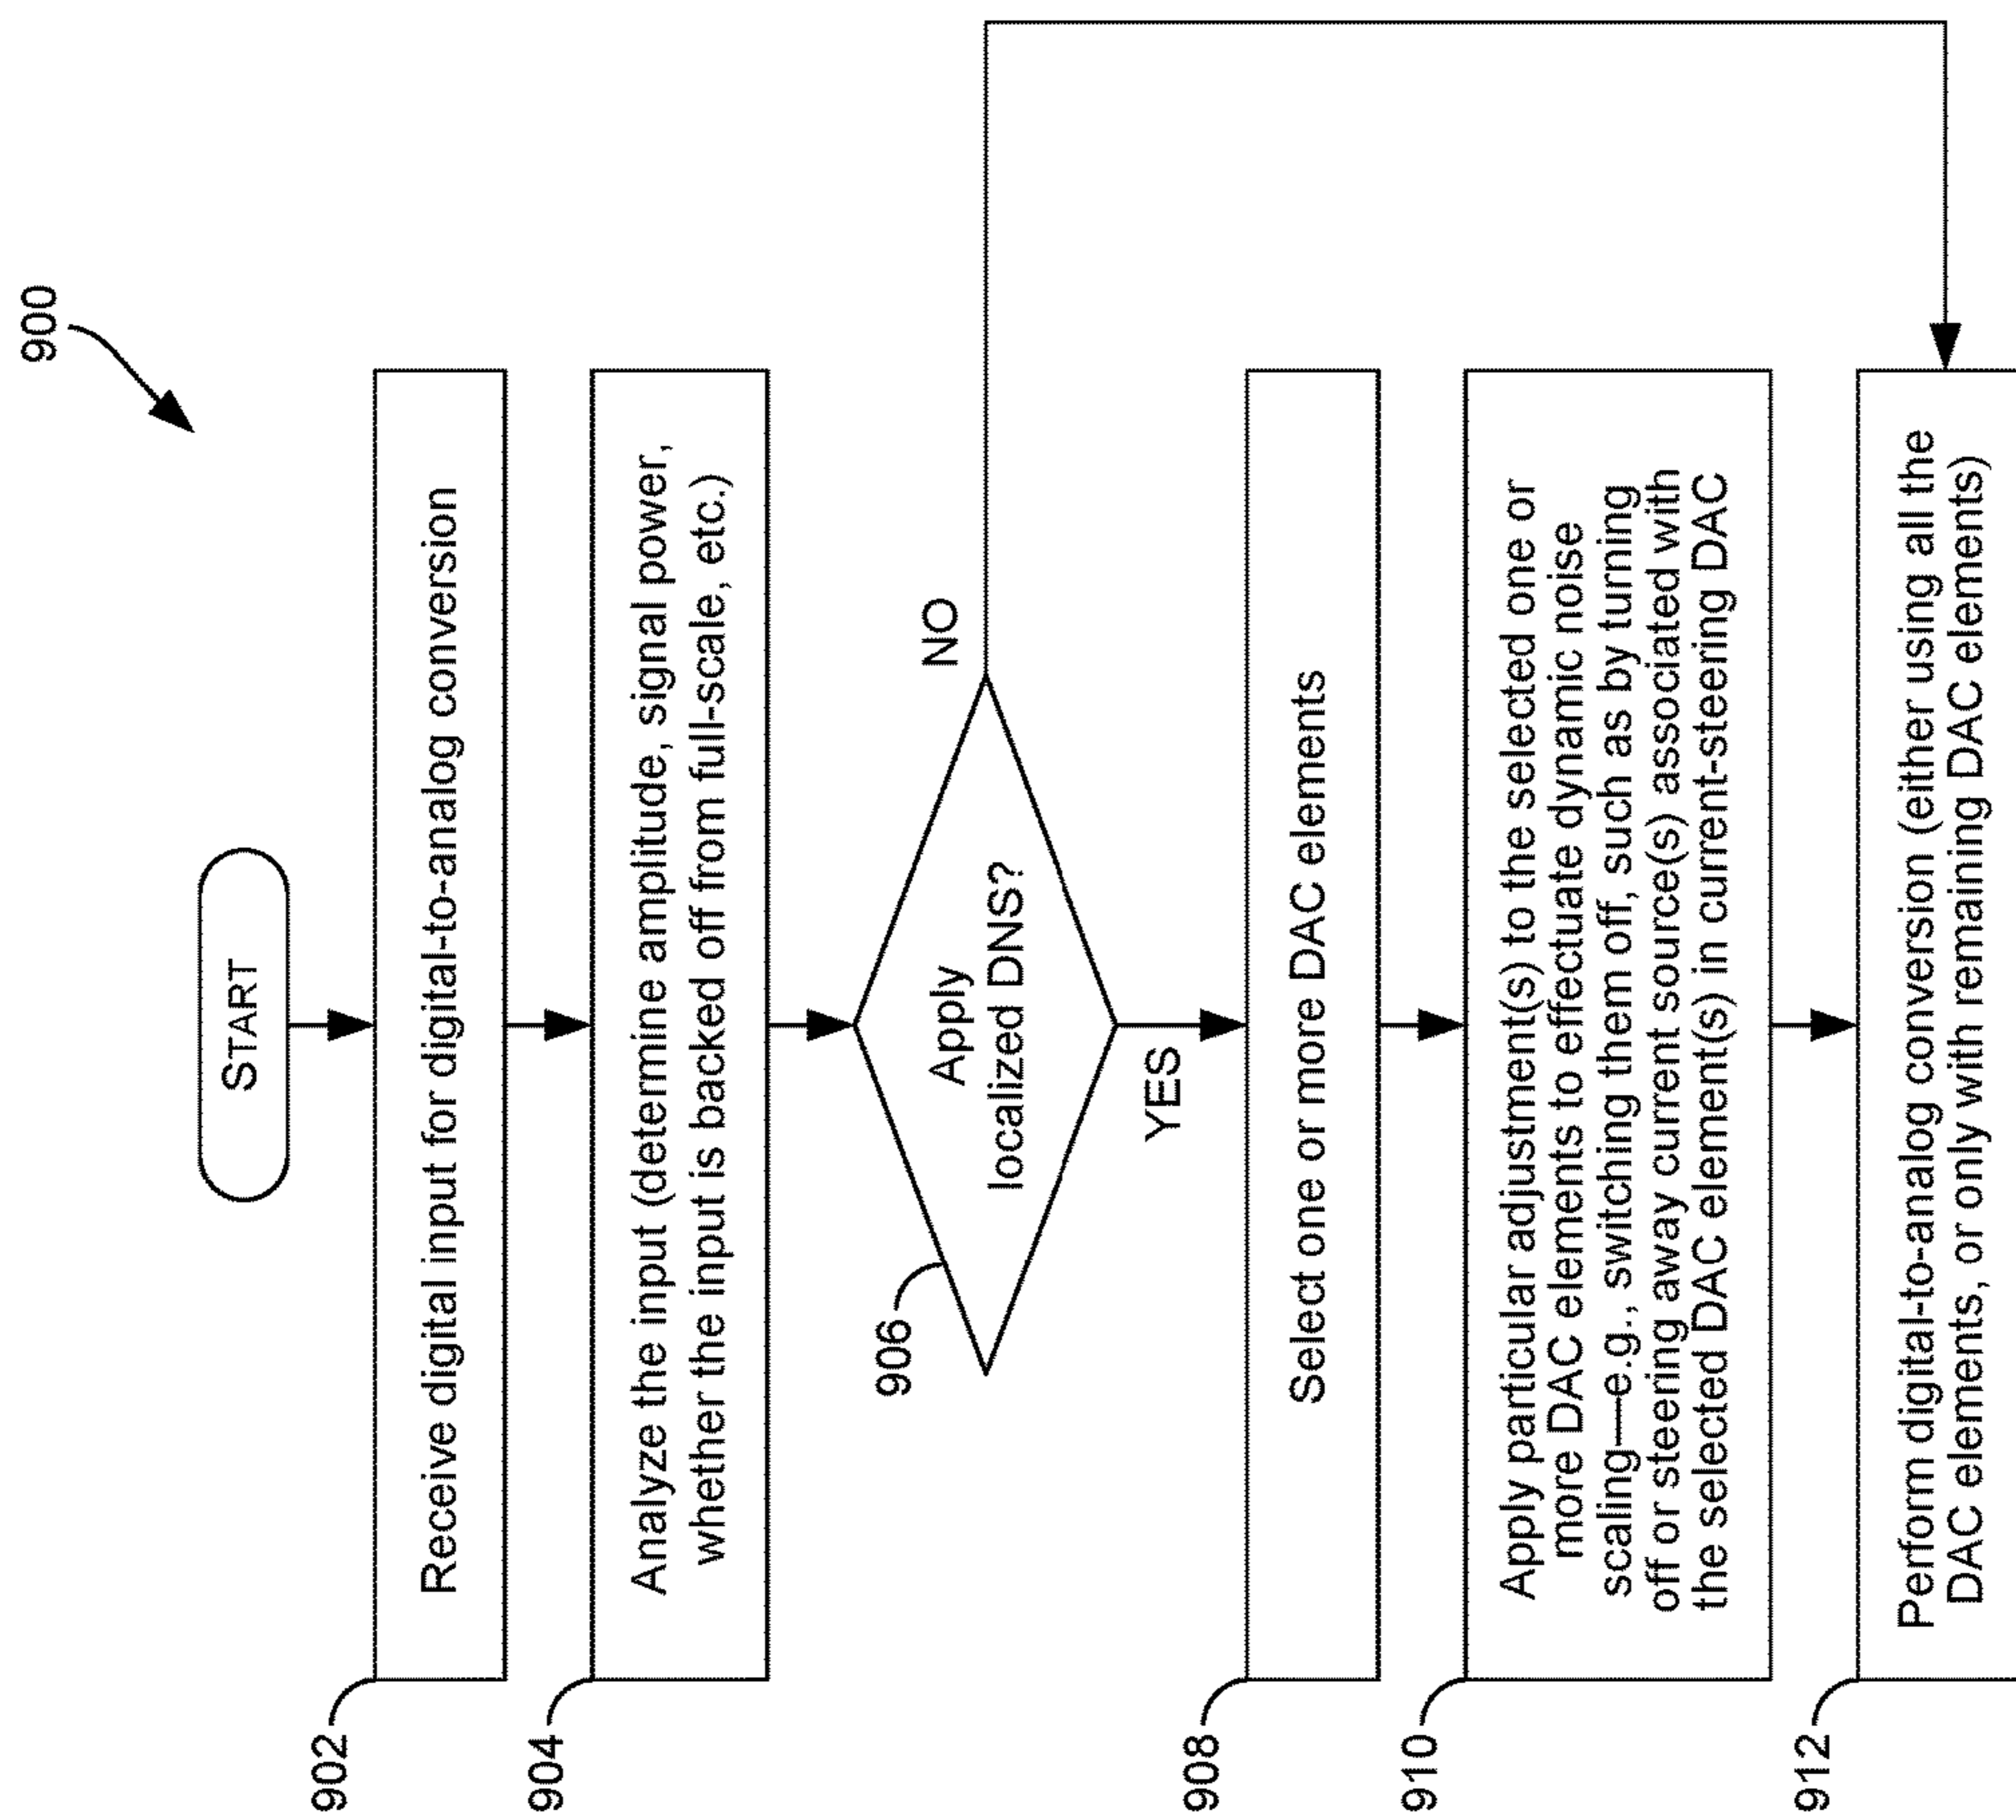 900
START
902
Receive digital input for digital-to-analog conversion
904
Analyze the input (determine amplitude, signal power,
whether the input is backed off from full-scale, etc.)
906
Apply
localized DNS?
NO
YES
908
Select one or more DAC elements
910
Apply particular adjustment(s) to the selected one or
more DAC elements to effectuate dynamic noise
scaling—e.g., switching them off, such as by turning
off or steering away current source(s) associated with
the selected DAC element(s) in current-steering DAC
912
Perform digital-to-analog conversion (either using all the
DAC elements, or only with remaining DAC elements)